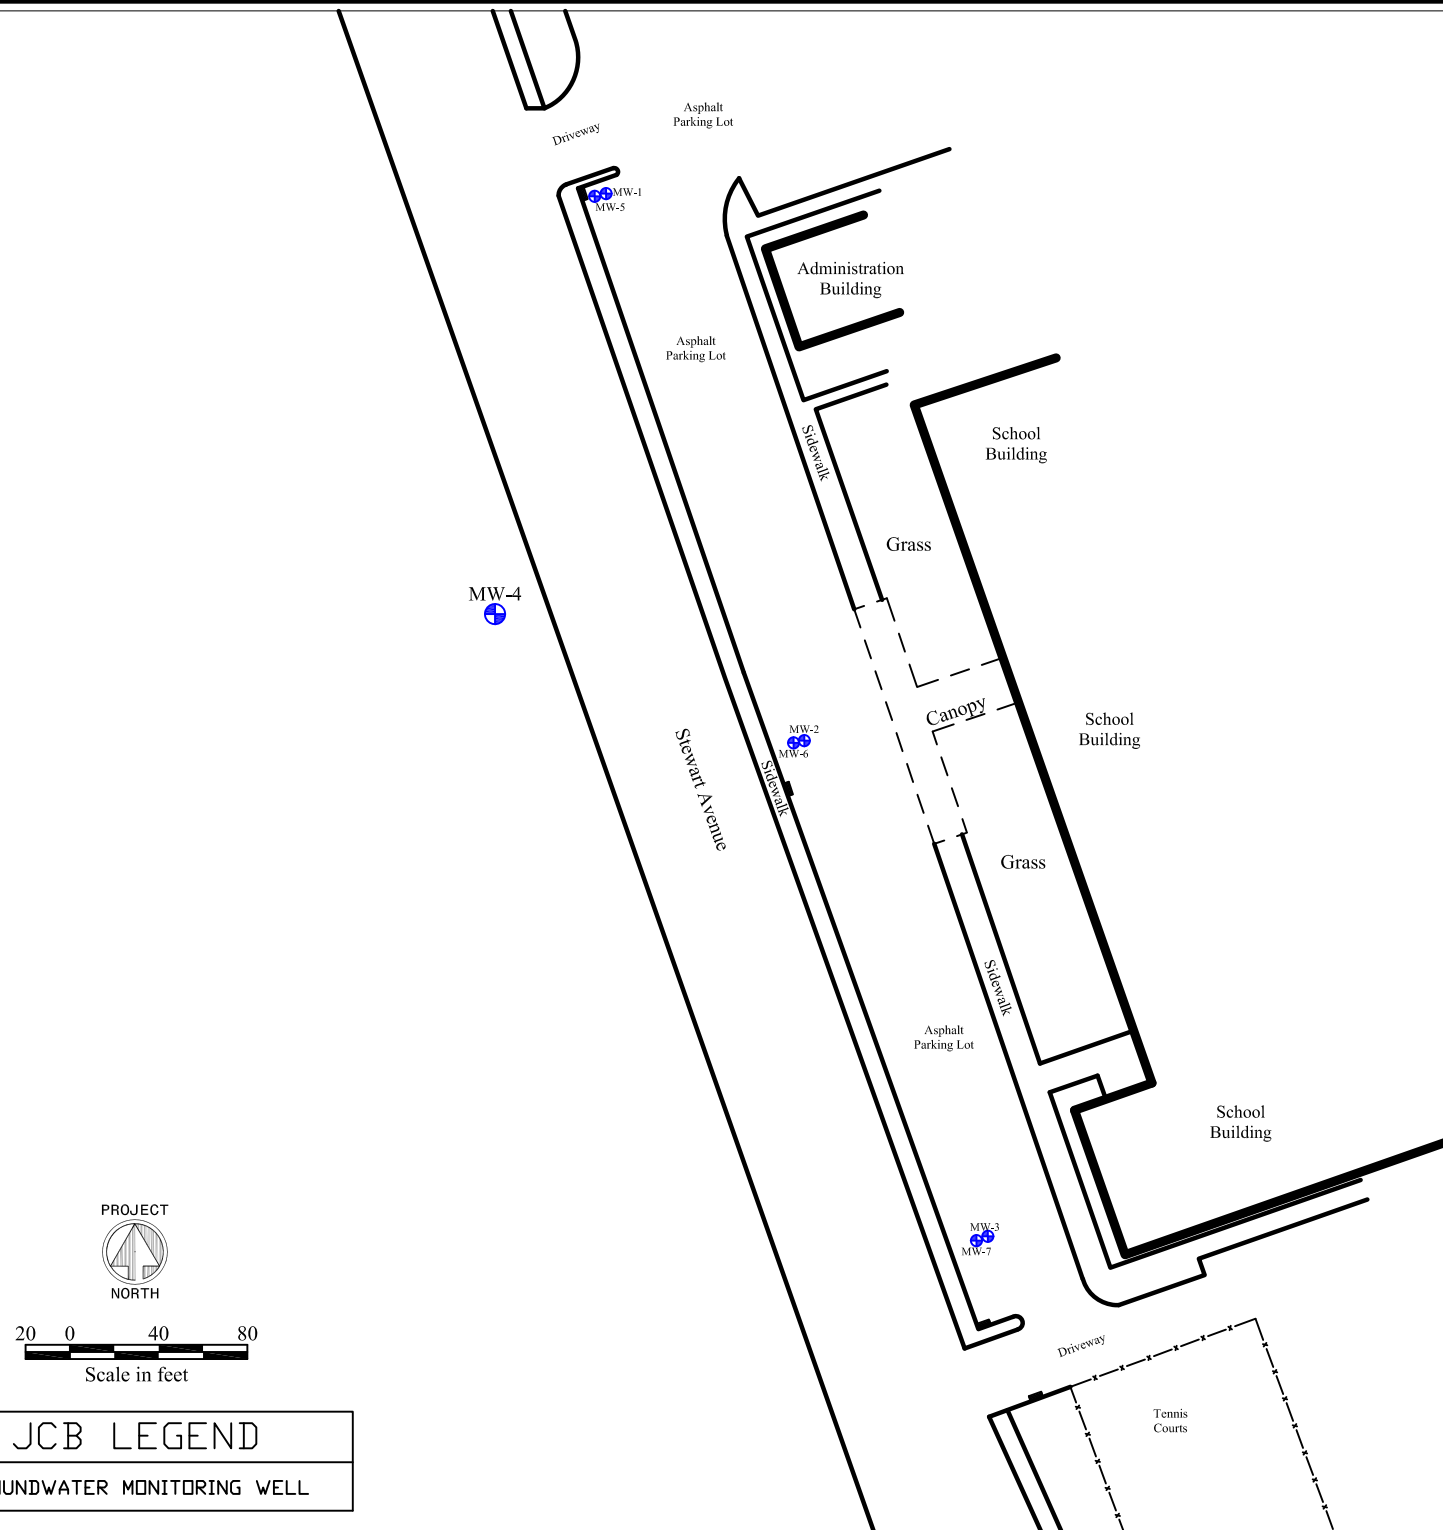 Asphalt
Parking Lot
Driveway
MW-1
MW-5
Administration
Building
Asphalt
Parking Lot
School
Building
Sidewalk
Grass
MW-4
Canopy
School
Building
MW-2
MW-6
Stewart Avenue
Sidewalk
Grass
Sidewalk
Asphalt
Parking Lot
School
Building
PROJECT
NORTH
MW-3
MW-7
20 0 40 80
Scale in feet
Driveway
Tennis
Courts
JCB LEGEND
UNDWATER MONITORING WELL